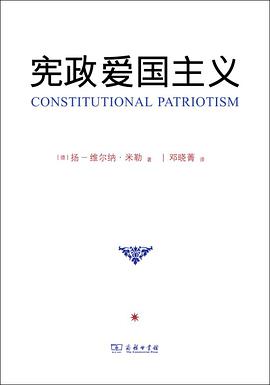 宪政爱国主义
CONSTITUTIONAL PATRIOTISM
〔德〕扬－维尔纳·米勒 著 | 邓晓菁 译
商务印书馆
The Commercial Press